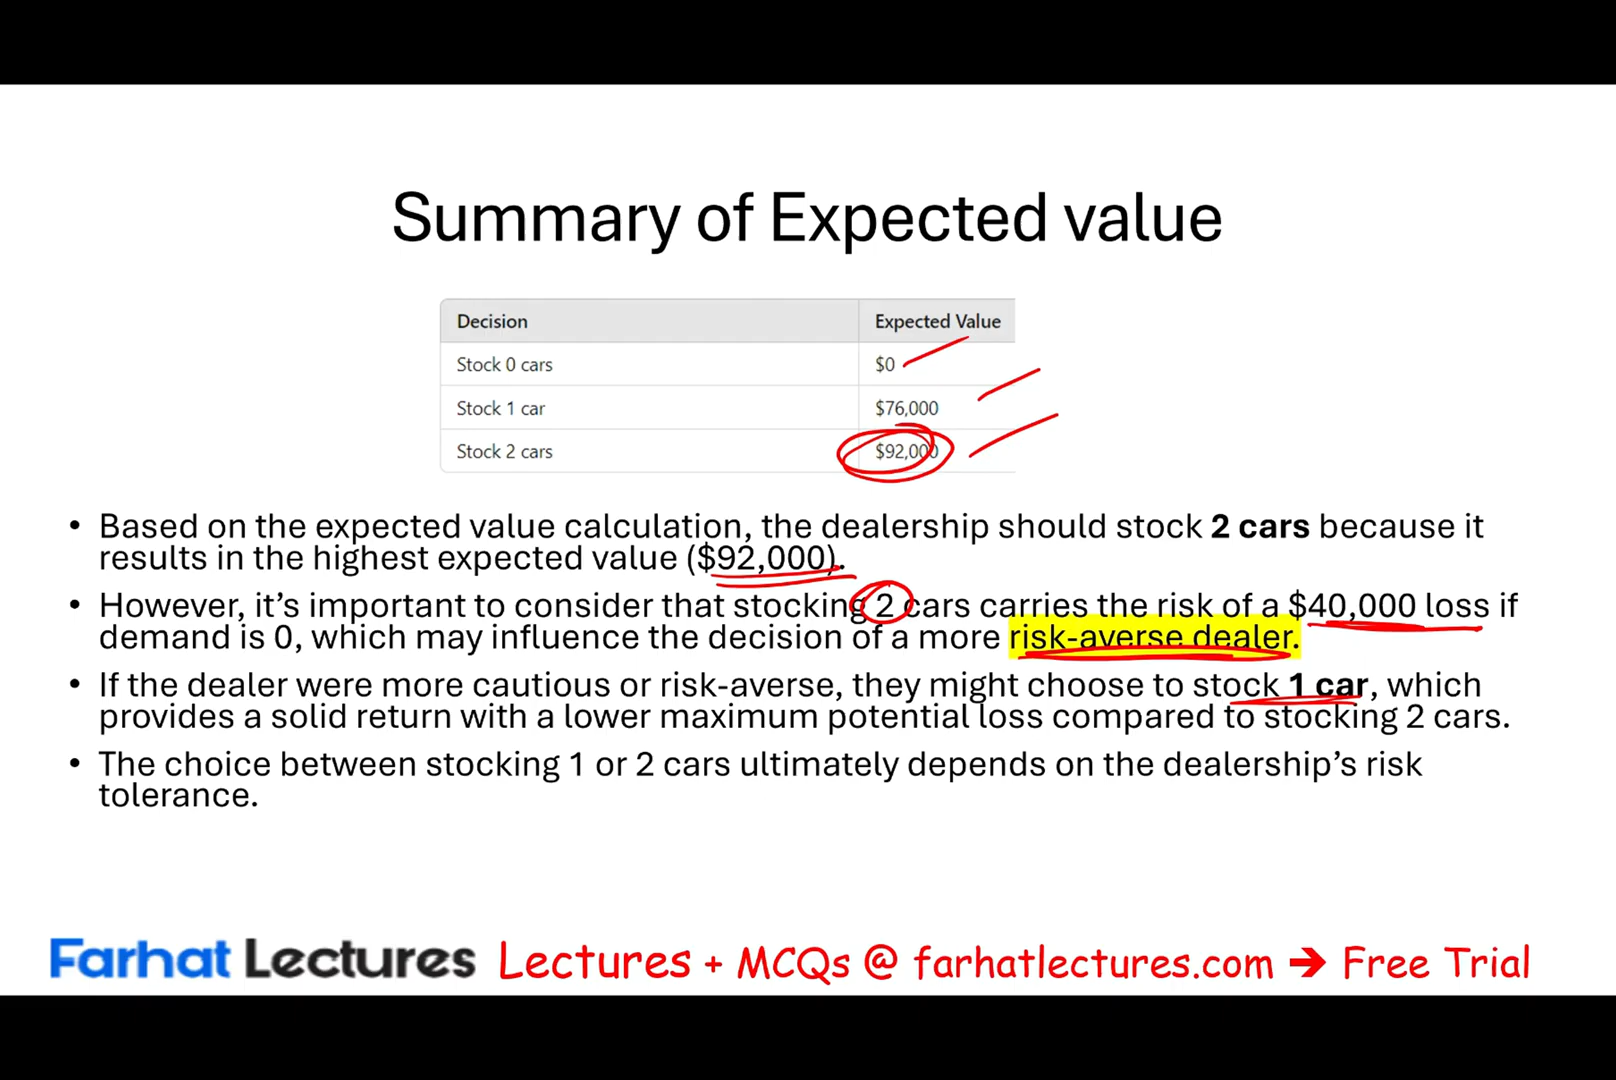 Summary of Expected value
Decision Expected Value
Stock 0 cars $0
Stock 1 car $76,000
Stock 2 cars $92,000
• Based on the expected value calculation, the dealership should stock 2 cars because it
results in the highest expected value ($92,000).
• However, it’s important to consider that stocking 2 cars carries the risk of a $40,000 loss if
demand is 0, which may influence the decision of a more risk-averse dealer.
• If the dealer were more cautious or risk-averse, they might choose to stock 1 car, which
provides a solid return with a lower maximum potential loss compared to stocking 2 cars.
• The choice between stocking 1 or 2 cars ultimately depends on the dealership’s risk
tolerance.
Farhat Lectures Lectures + MCQs @ farhatlectures.com ➔ Free Trial